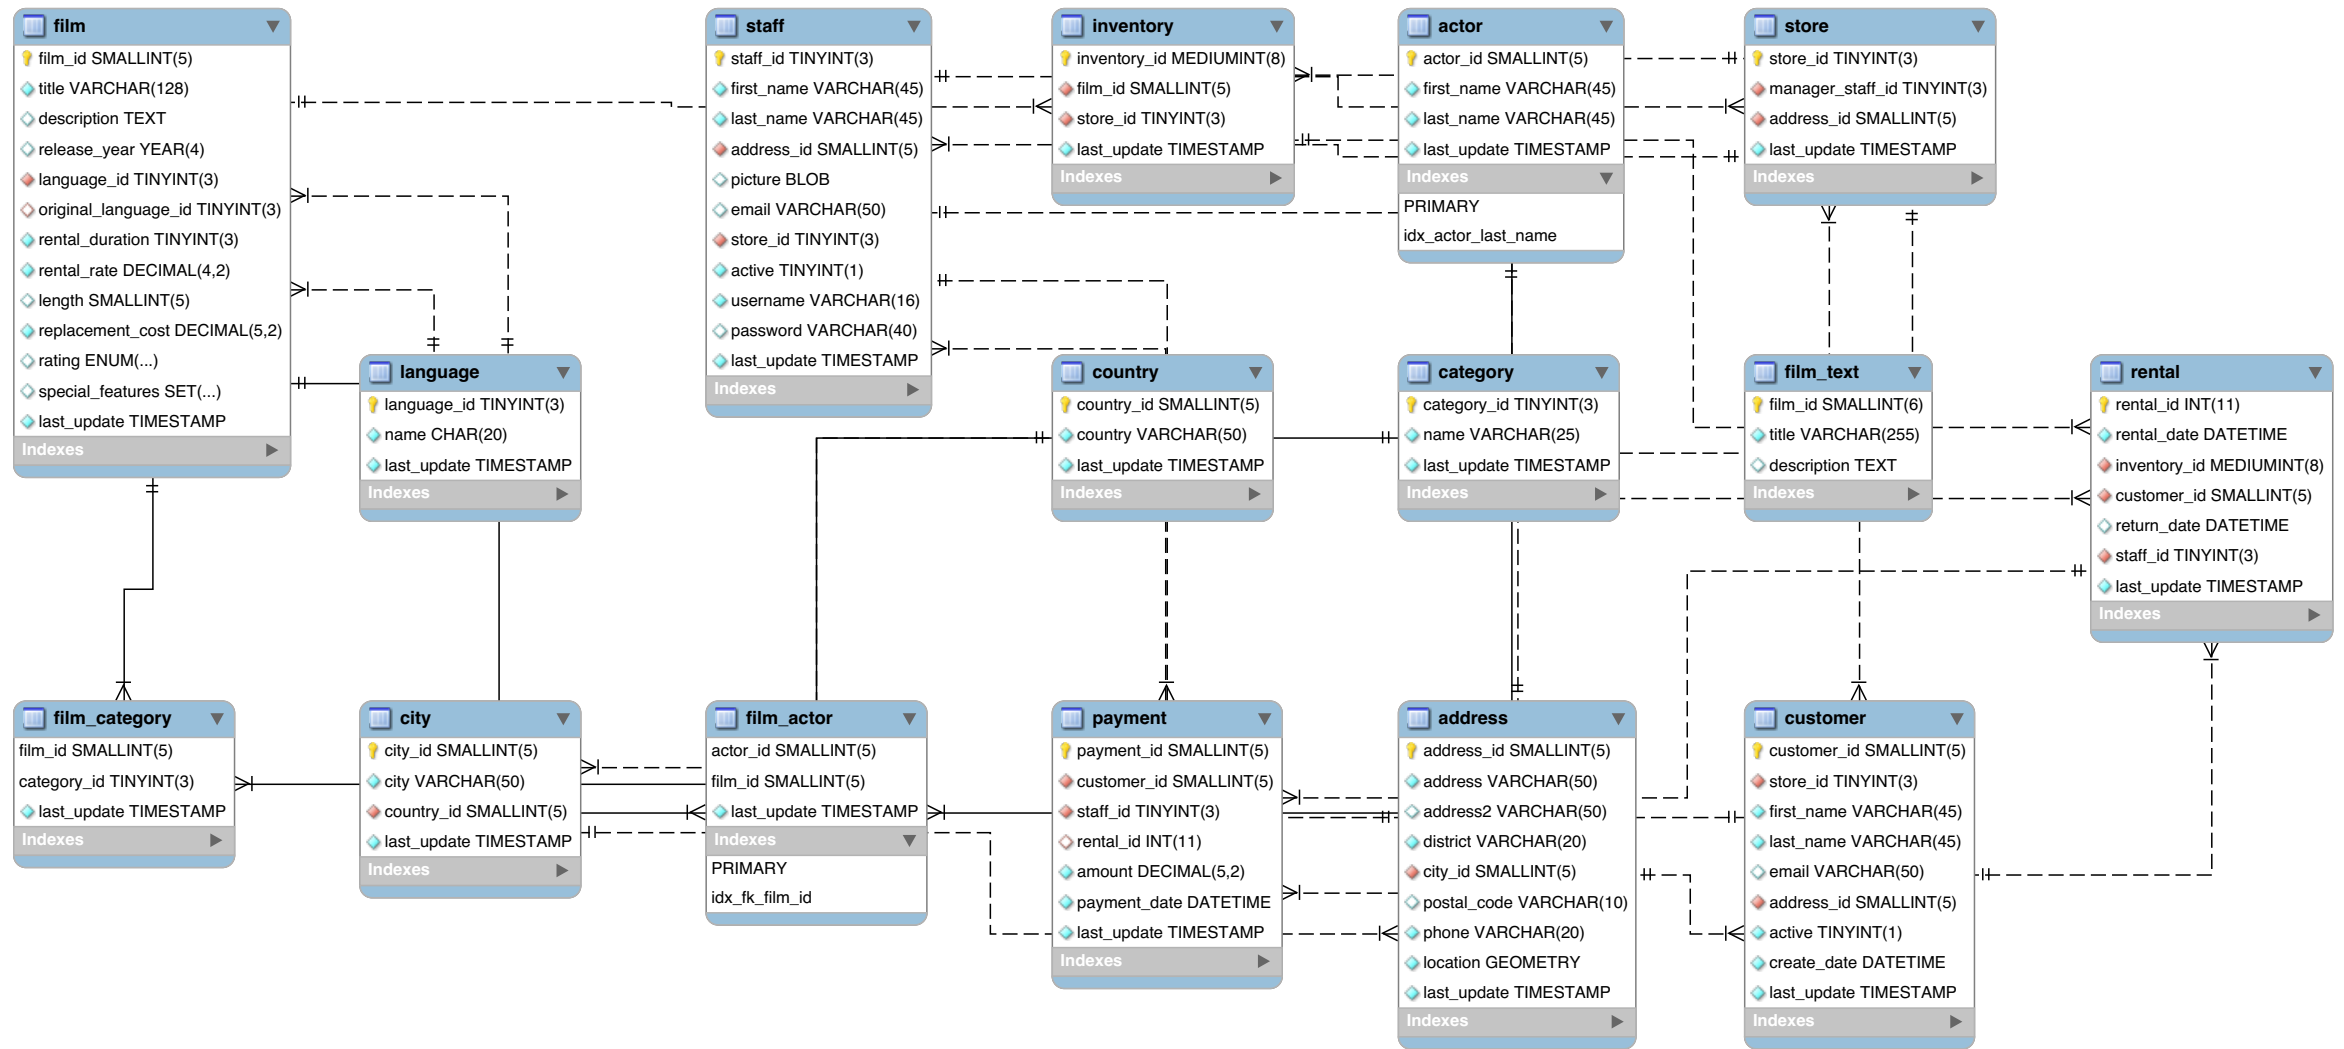 film
film_id SMALLINT(5)
title VARCHAR(128)
description TEXT
release_year YEAR(4)
language_id TINYINT(3)
original_language_id TINYINT(3)
rental_duration TINYINT(3)
rental_rate DECIMAL(4,2)
length SMALLINT(5)
replacement_cost DECIMAL(5,2)
rating ENUM(...)
special_features SET(...)
last_update TIMESTAMP
Indexes
staff
staff_id TINYINT(3)
first_name VARCHAR(45)
last_name VARCHAR(45)
address_id SMALLINT(5)
picture BLOB
email VARCHAR(50)
store_id TINYINT(3)
active TINYINT(1)
username VARCHAR(16)
password VARCHAR(40)
last_update TIMESTAMP
Indexes
inventory
inventory_id MEDIUMINT(8)
film_id SMALLINT(5)
store_id TINYINT(3)
last_update TIMESTAMP
Indexes
actor
actor_id SMALLINT(5)
first_name VARCHAR(45)
last_name VARCHAR(45)
last_update TIMESTAMP
Indexes
PRIMARY
idx_actor_last_name
store
store_id TINYINT(3)
manager_staff_id TINYINT(3)
address_id SMALLINT(5)
last_update TIMESTAMP
Indexes
language
language_id TINYINT(3)
name CHAR(20)
last_update TIMESTAMP
Indexes
country
country_id SMALLINT(5)
country VARCHAR(50)
last_update TIMESTAMP
Indexes
category
category_id TINYINT(3)
name VARCHAR(25)
last_update TIMESTAMP
Indexes
film_text
film_id SMALLINT(6)
title VARCHAR(255)
description TEXT
Indexes
rental
rental_id INT(11)
rental_date DATETIME
inventory_id MEDIUMINT(8)
customer_id SMALLINT(5)
return_date DATETIME
staff_id TINYINT(3)
last_update TIMESTAMP
Indexes
film_category
film_id SMALLINT(5)
category_id TINYINT(3)
last_update TIMESTAMP
Indexes
city
city_id SMALLINT(5)
city VARCHAR(50)
country_id SMALLINT(5)
last_update TIMESTAMP
Indexes
film_actor
actor_id SMALLINT(5)
film_id SMALLINT(5)
last_update TIMESTAMP
Indexes
PRIMARY
idx_fk_film_id
payment
payment_id SMALLINT(5)
customer_id SMALLINT(5)
staff_id TINYINT(3)
rental_id INT(11)
amount DECIMAL(5,2)
payment_date DATETIME
last_update TIMESTAMP
Indexes
address
address_id SMALLINT(5)
address VARCHAR(50)
address2 VARCHAR(50)
district VARCHAR(20)
city_id SMALLINT(5)
postal_code VARCHAR(10)
phone VARCHAR(20)
location GEOMETRY
last_update TIMESTAMP
Indexes
customer
customer_id SMALLINT(5)
store_id TINYINT(3)
first_name VARCHAR(45)
last_name VARCHAR(45)
email VARCHAR(50)
address_id SMALLINT(5)
active TINYINT(1)
create_date DATETIME
last_update TIMESTAMP
Indexes